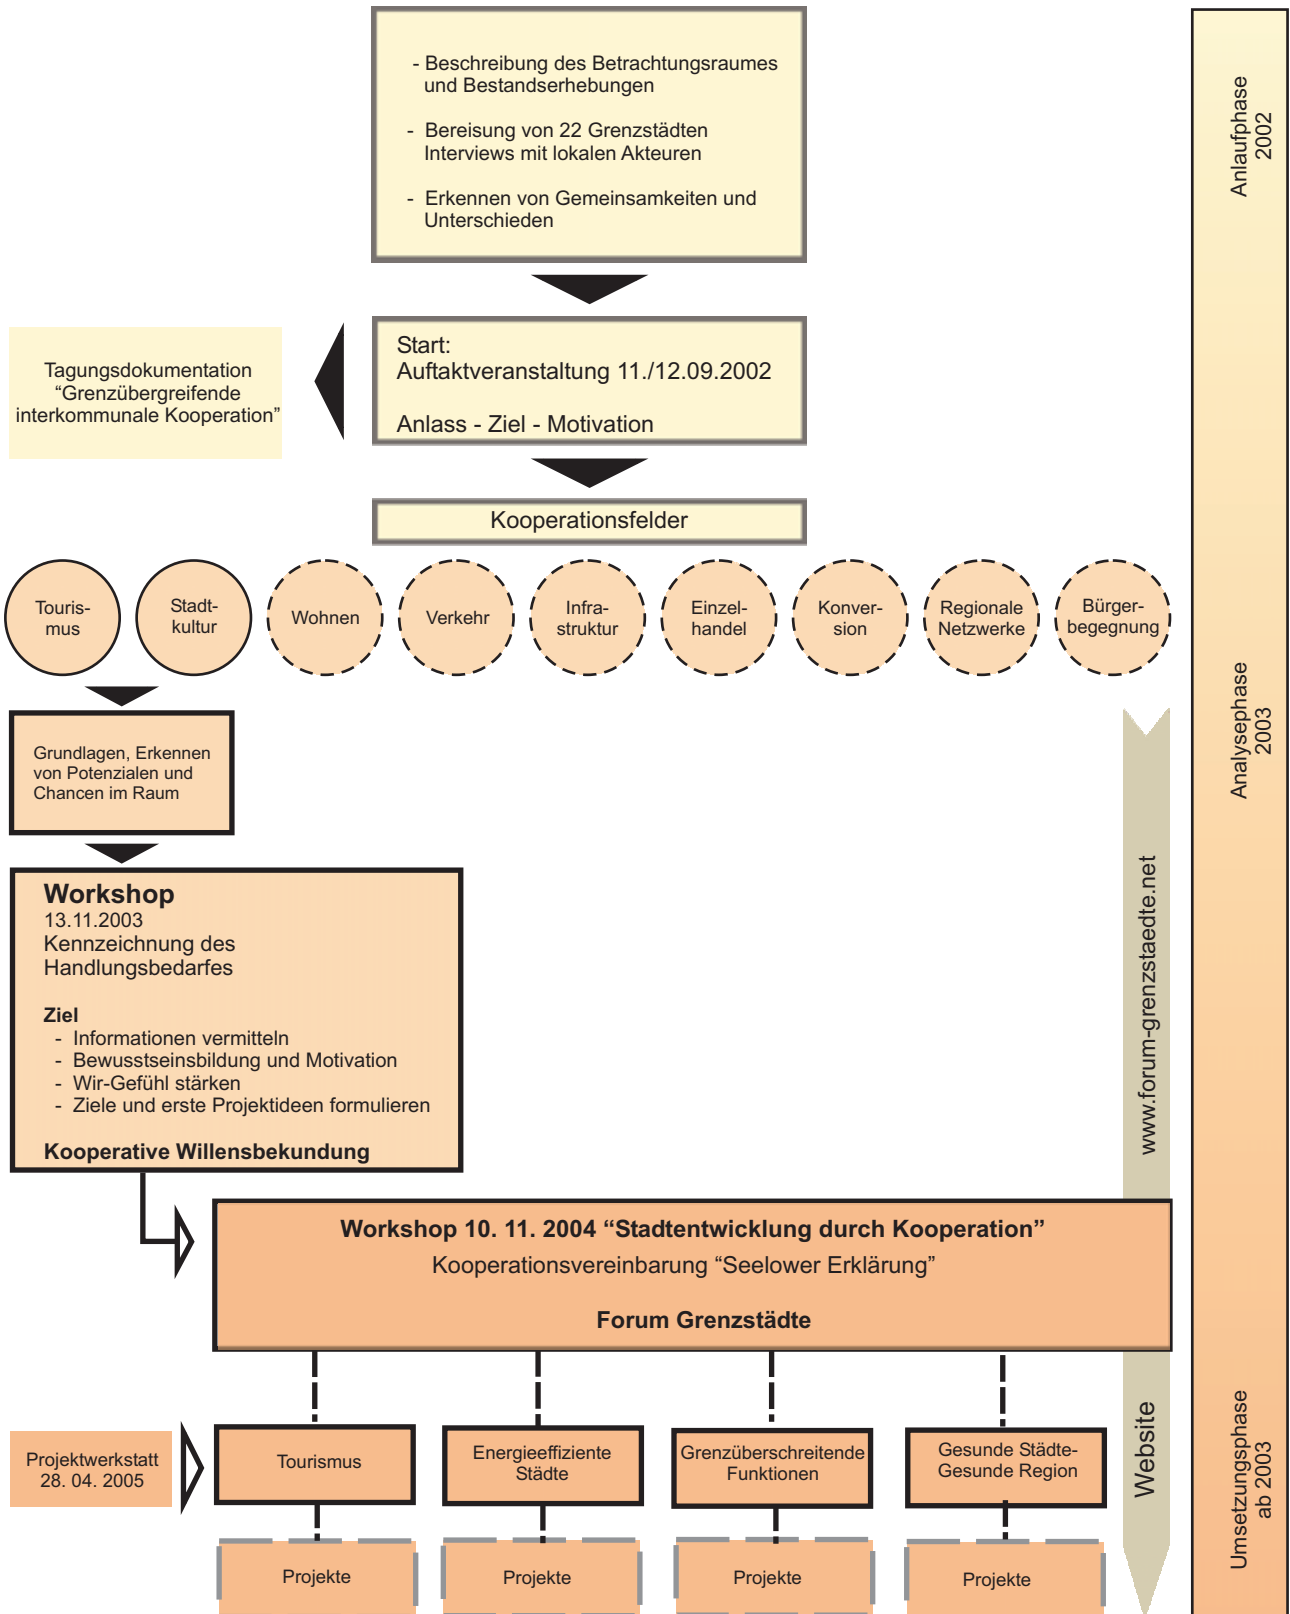 - Beschreibung des Betrachtungsraumes
und Bestandserhebungen
- Bereisung von 22 Grenzstädten
Interviews mit lokalen Akteuren
- Erkennen von Gemeinsamkeiten und
Unterschieden
Anlaufphase
2002
Tagungsdokumentation
“Grenzübergreifende
interkommunale Kooperation”
Start:
Auftaktveranstaltung 11./12.09.2002
Anlass - Ziel - Motivation
Kooperationsfelder
Touris-
mus
Stadt-
kultur
Wohnen
Verkehr
Infra-
struktur
Einzel-
handel
Konver-
sion
Regionale
Netzwerke
Bürger-
begegnung
Analysephase
2003
Grundlagen, Erkennen
von Potenzialen und
Chancen im Raum
Workshop
13.11.2003
Kennzeichnung des
Handlungsbedarfes
Ziel
- Informationen vermitteln
- Bewusstseinsbildung und Motivation
- Wir-Gefühl stärken
- Ziele und erste Projektideen formulieren
Kooperative Willensbekundung
www.forum-grenzstaedte.net
Workshop 10. 11. 2004 “Stadtentwicklung durch Kooperation”
Kooperationsvereinbarung “Seelower Erklärung”
Forum Grenzstädte
Projektwerkstatt
28. 04. 2005
Tourismus
Energieeffiziente
Städte
Grenzüberschreitende
Funktionen
Gesunde Städte-
Gesunde Region
Website
Umsetzungsphase
ab 2003
Projekte
Projekte
Projekte
Projekte